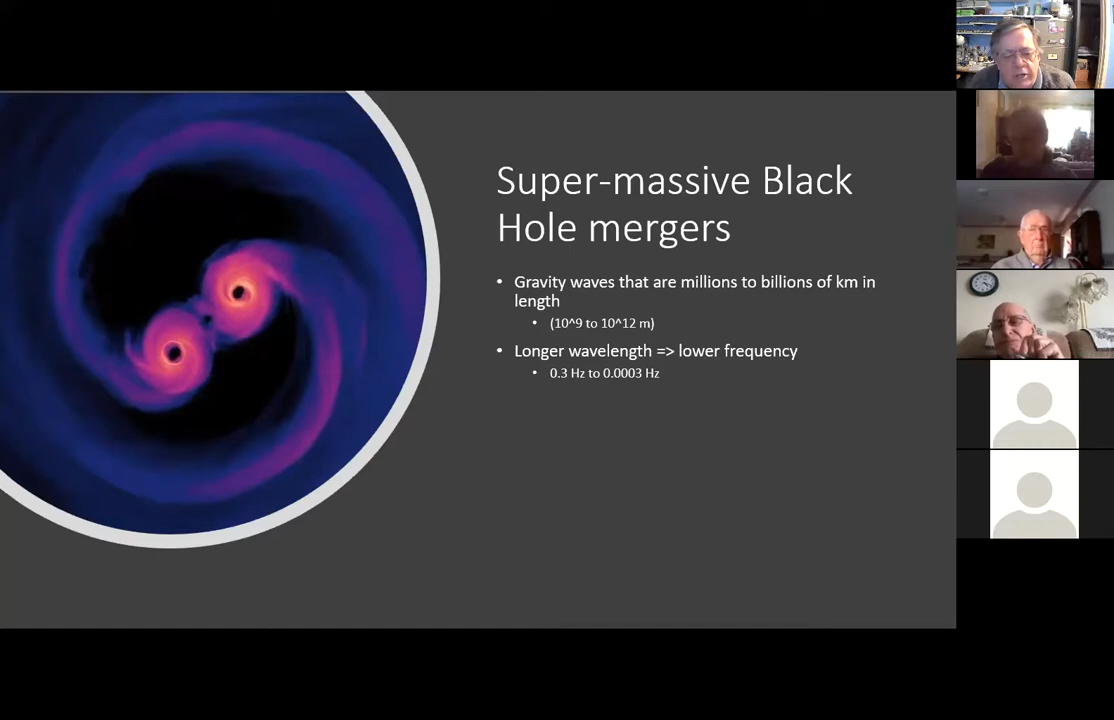 Super-massive Black
Hole mergers
• Gravity waves that are millions to billions of km in
length
• (10^9 to 10^12 m)
• Longer wavelength => lower frequency
• 0.3 Hz to 0.0003 Hz